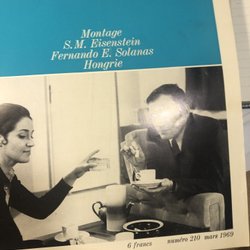 Montage
S.M. Eisenstein
Fernando E. Solanas
Hongrie
6 francs numéro 210 mars 1969